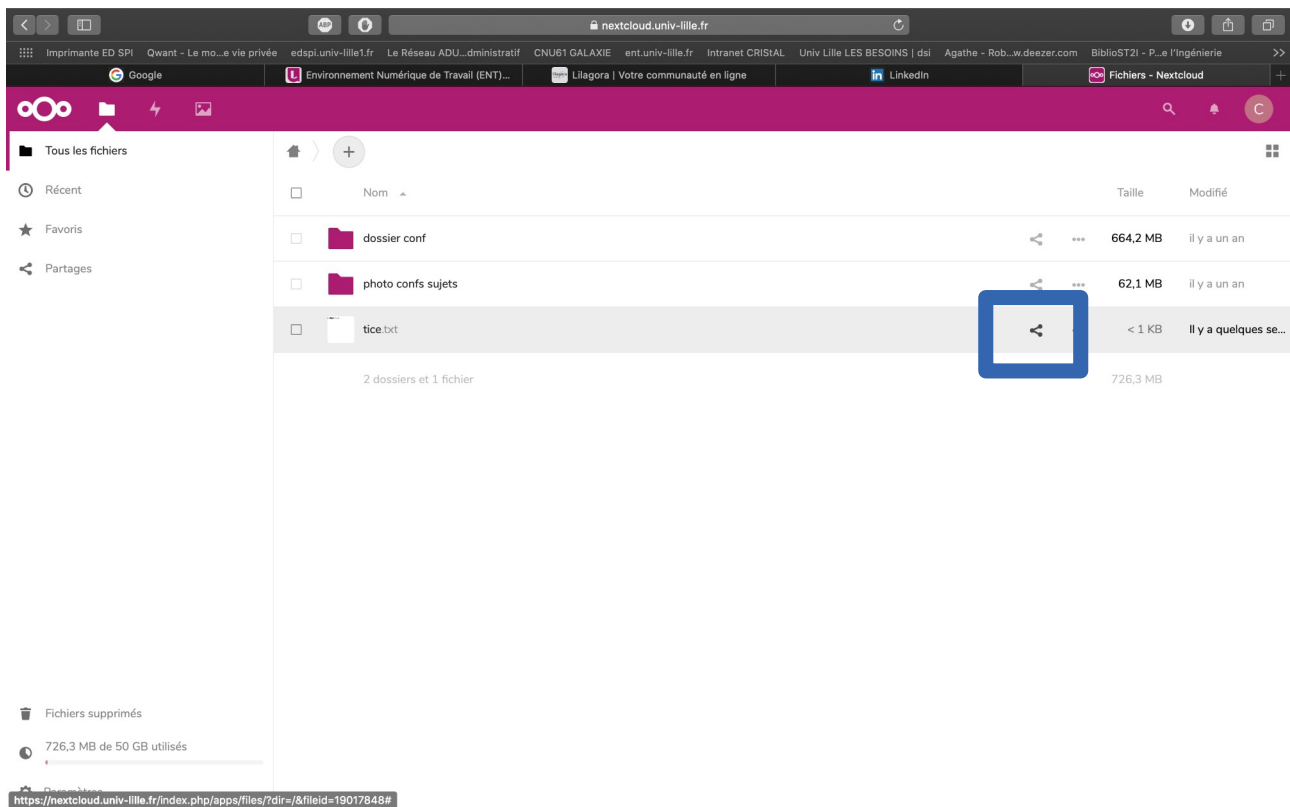 ABP nextcloud.univ-lille.fr
Imprimante ED SPI Qwant - Le mo...e vie privée edspi.univ-lille1.fr Le Réseau ADU...dministratif CNU61 GALAXIE ent.univ-lille.fr Intranet CRIStAL Univ Lille LES BESOINS | dsi Agathe - Rob...w.deezer.com BiblioST2I - P...e l'Ingénierie >>
G Google L Environnement Numérique de Travail (ENT)... Lilagora | Votre communauté en ligne in LinkedIn Fichiers - Nextcloud +
C
Tous les fichiers
Récent
Favoris
Partages
+
Nom Taille Modifié
dossier conf ••• 664,2 MB il y a un an
photo confs sujets ••• 62,1 MB il y a un an
tice.txt < 1 KB Il y a quelques se...
2 dossiers et 1 fichier 726,3 MB
Fichiers supprimés
726,3 MB de 50 GB utilisés
Paramètres
https://nextcloud.univ-lille.fr/index.php/apps/files/?dir=/&fileid=19017848#